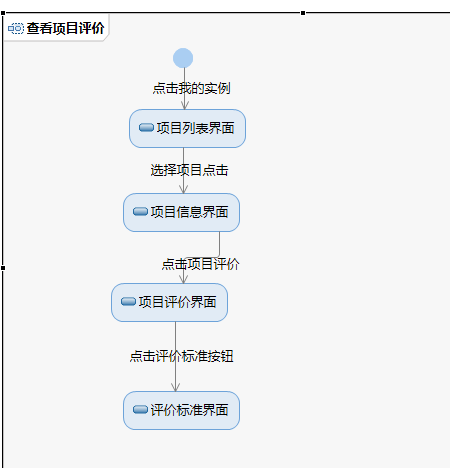 查看项目评价
点击我的实例
项目列表界面
选择项目点击
项目信息界面
点击项目评价
项目评价界面
点击评价标准按钮
评价标准界面